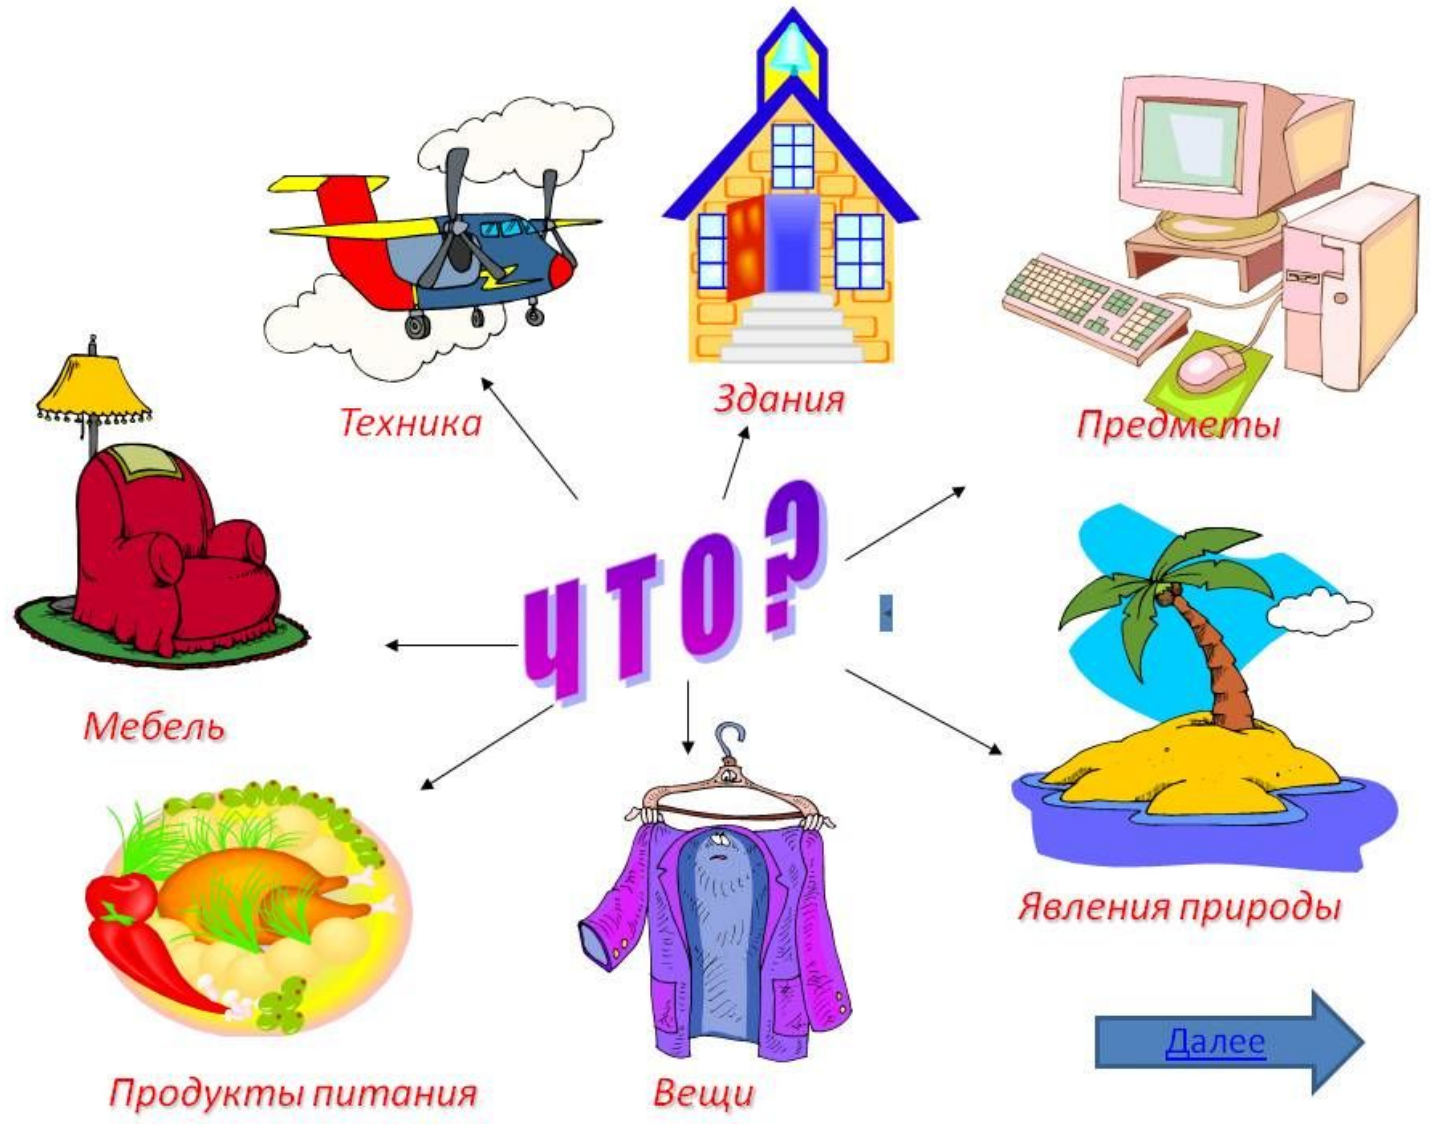 Здания
Техника
Предметы
ЧТО?
Мебель
Явления природы
Далее
Продукты питания
Вещи